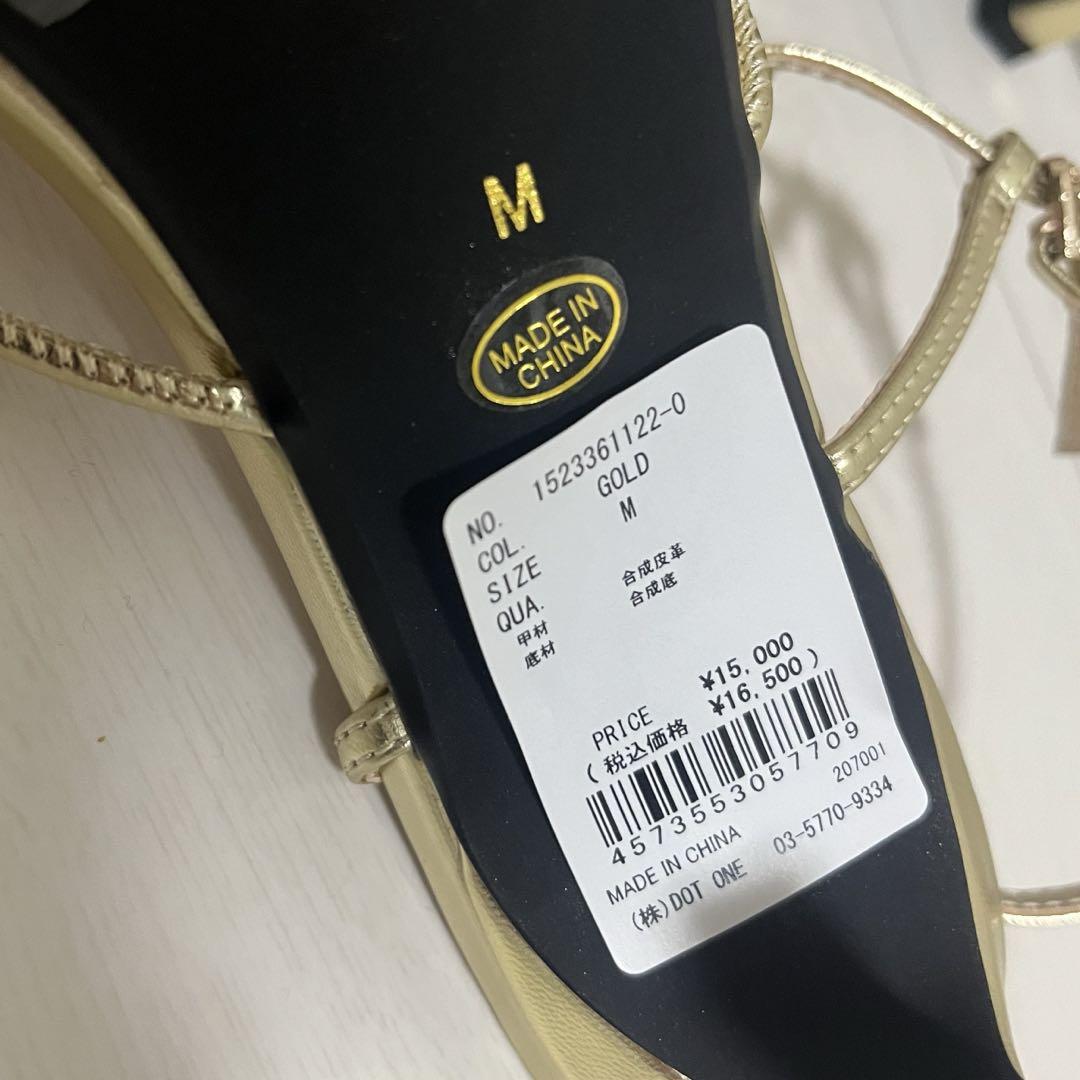 M
MADE IN
CHINA
NO. 1523361122-0
COL. GOLD
SIZE M
QUA.
甲材 合成皮革
底材 合成底
PRICE ¥15,000
(税込価格 ¥16,500)
4573553057709
207001
MADE IN CHINA
(株)DOT ONE 03-5770-9334